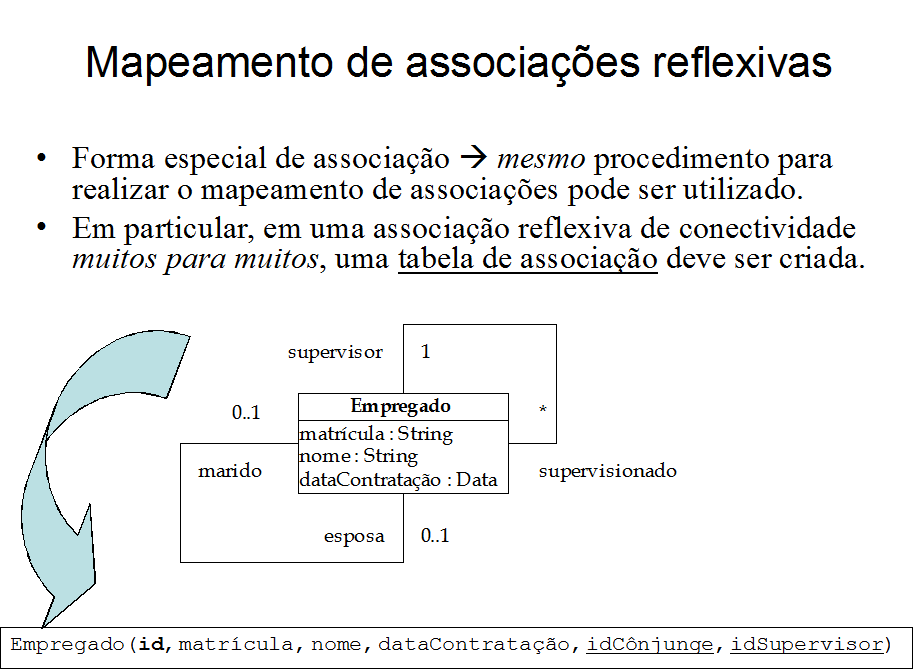 Mapeamento de associações reflexivas
• Forma especial de associação → mesmo procedimento para
realizar o mapeamento de associações pode ser utilizado.
• Em particular, em uma associação reflexiva de conectividade
muitos para muitos, uma tabela de associação deve ser criada.
supervisor 1
0..1 Empregado *
matrícula : String
nome : String
dataContratação : Data
marido supervisionado
esposa 0..1
Empregado(id, matrícula, nome, dataContratação, idCônjunge, idSupervisor)